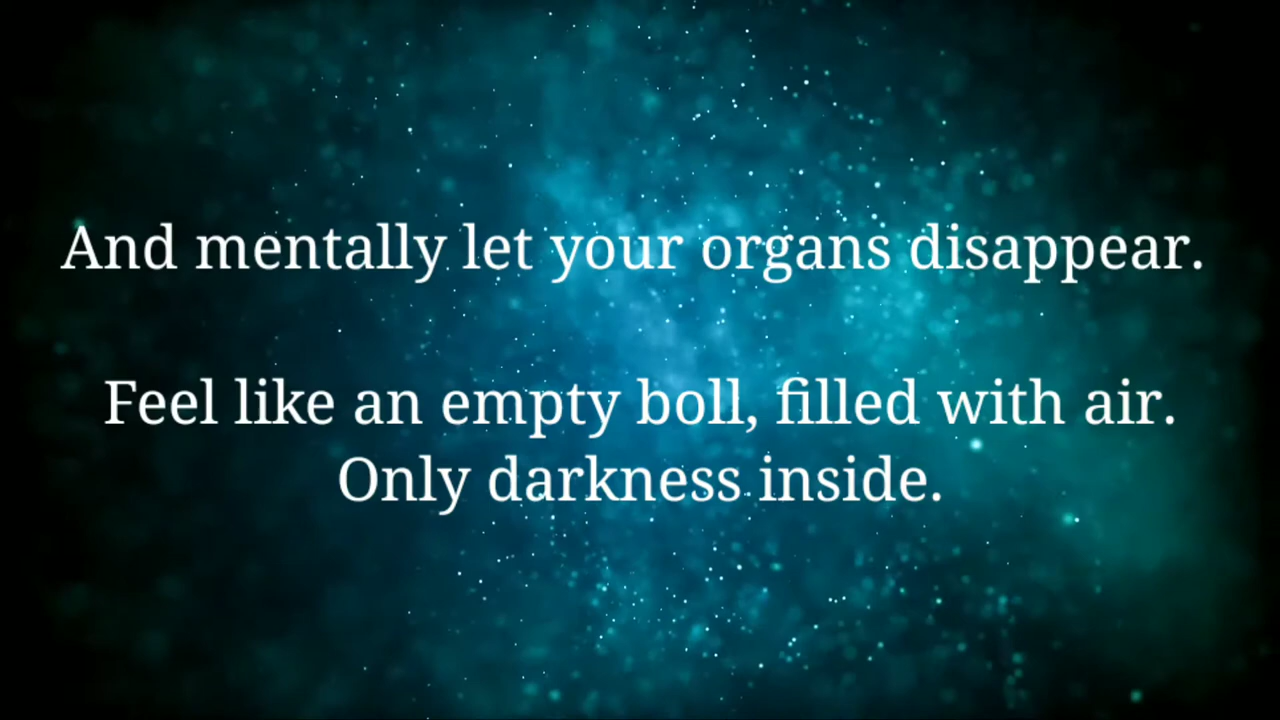 And mentally let your organs disappear.
Feel like an empty boll, filled with air.
Only darkness inside.